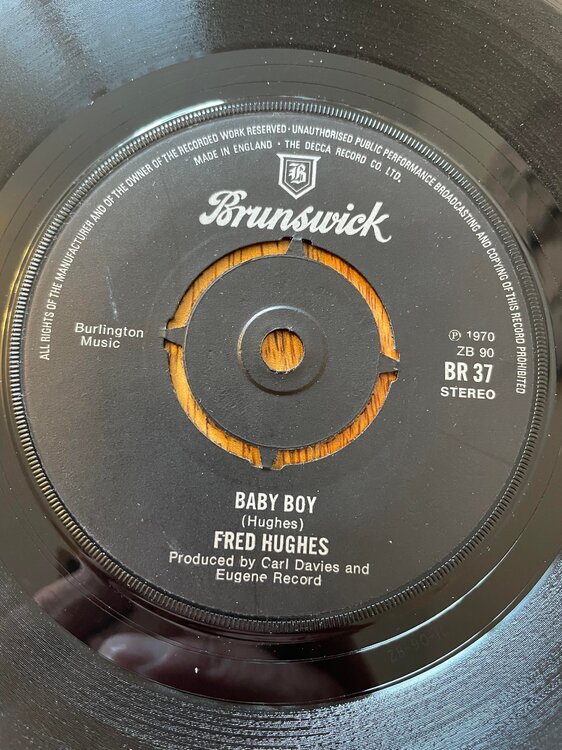 ALL RIGHTS OF THE MANUFACTURER AND OF THE OWNER OF THE RECORDED WORK RESERVED · UNAUTHORISED PUBLIC PERFORMANCE BROADCASTING AND COPYING OF THIS RECORD PROHIBITED
MADE IN ENGLAND · THE DECCA RECORD CO. LTD.
B
Brunswick
Burlington
Music
℗ 1970
ZB 90
BR 37
STEREO
BABY BOY
(Hughes)
FRED HUGHES
Produced by Carl Davies and
Eugene Record